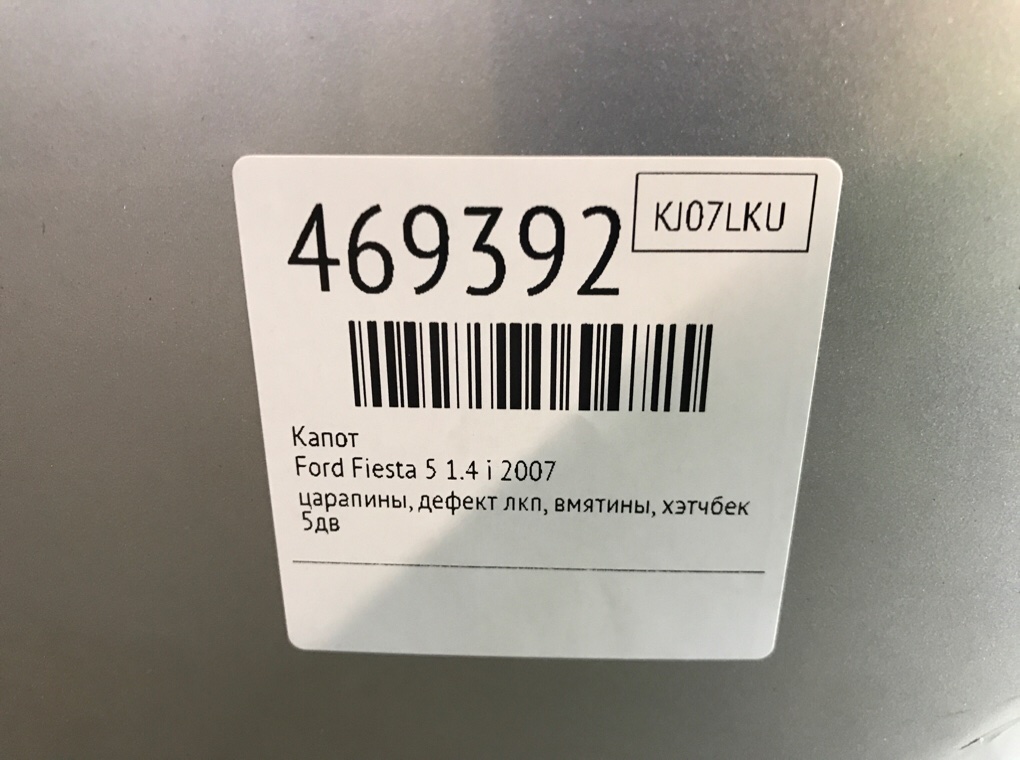 469392
KJ07LKU
Капот
Ford Fiesta 5 1.4 i 2007
царапины, дефект лкп, вмятины, хэтчбек
5дв